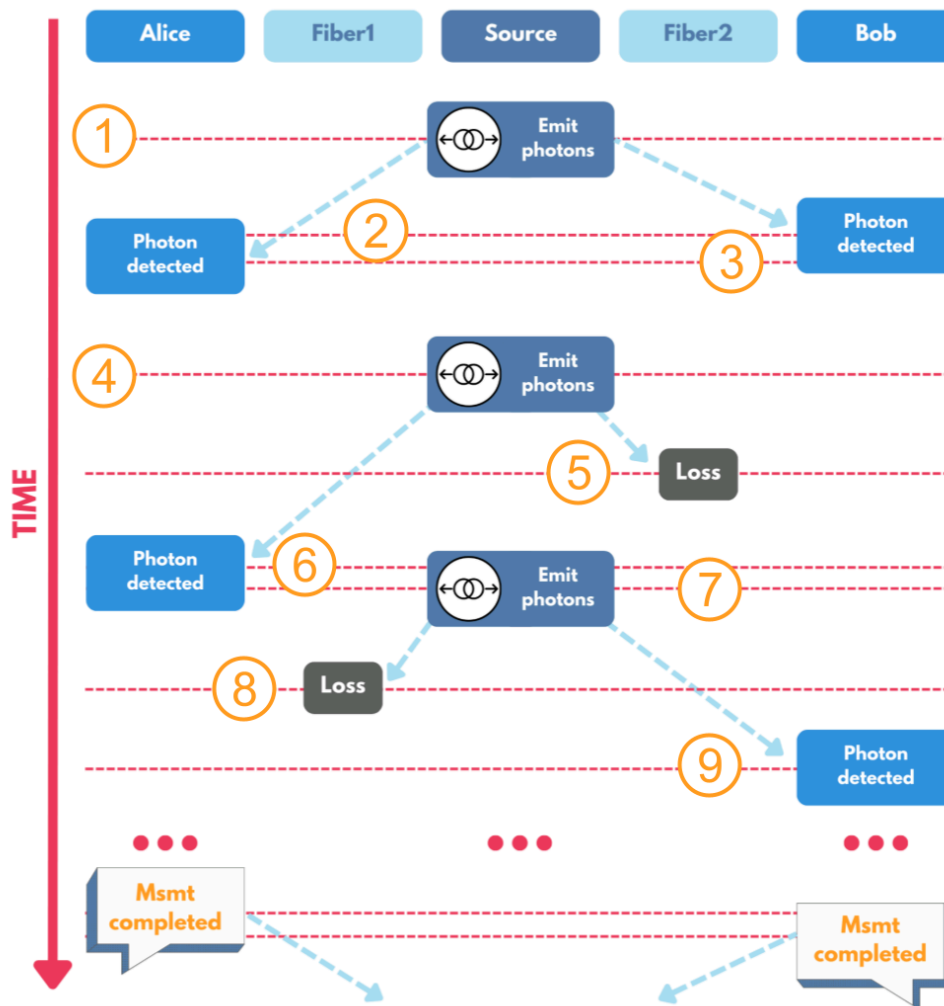 Alice
Fiber1
Source
Fiber2
Bob
1
Emit
photons
2
Photon
detected
3
Photon
detected
4
Emit
photons
5
Loss
TIME
Photon
detected
6
Emit
photons
7
8
Loss
9
Photon
detected
Msmt
completed
Msmt
completed